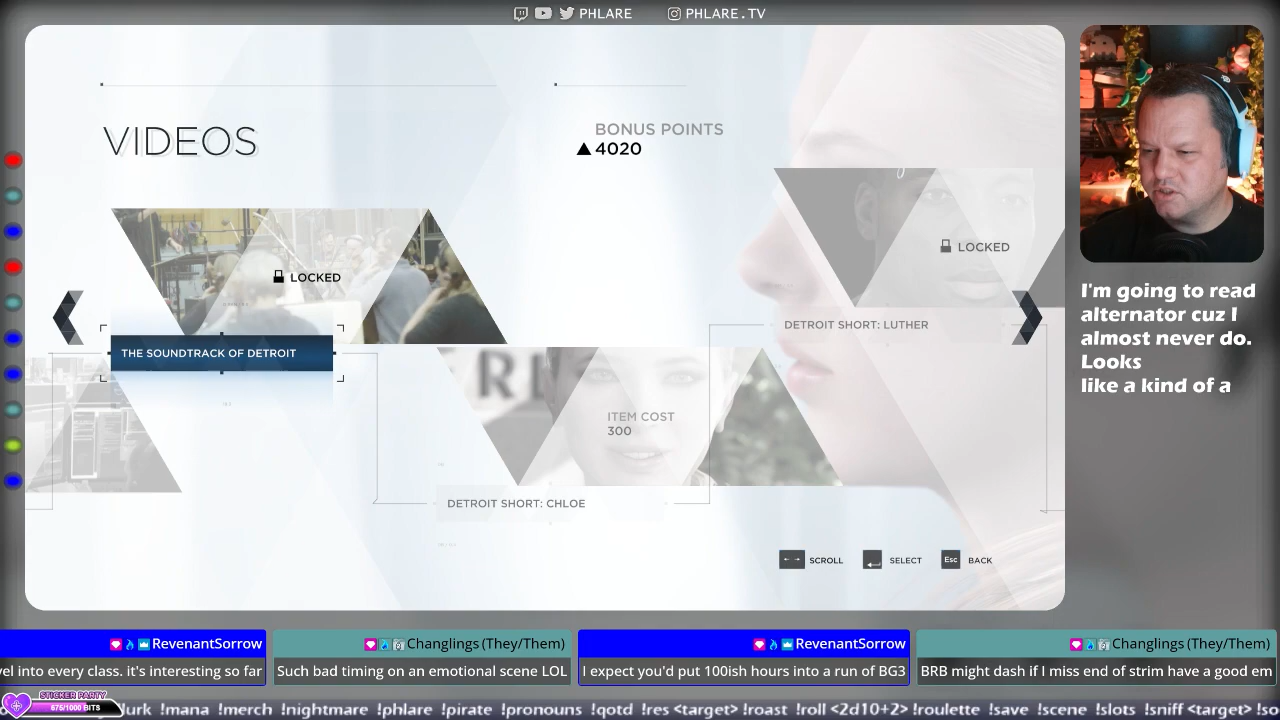 PHLARE PHLARE.TV
VIDEOS
BONUS POINTS
4020
LOCKED
THE SOUNDTRACK OF DETROIT
ITEM COST
300
DETROIT SHORT: CHLOE
LOCKED
DETROIT SHORT: LUTHER
SCROLL SELECT Esc BACK
I'm going to read
alternator cuz I
almost never do.
Looks
like a kind of a
RevenantSorrow
vel into every class. it's interesting so far
Changlings (They/Them)
Such bad timing on an emotional scene LOL
RevenantSorrow
I expect you'd put 100ish hours into a run of BG3
Changlings (They/Them)
BRB might dash if I miss end of strim have a good em
STICKER PARTY
675/1000 BITS
!lurk !mana !merch !nightmare !phlare !pirate !pronouns !qotd !res <target> !roast !roll <2d10+2> !roulette !save !scene !slots !sniff <target> !so